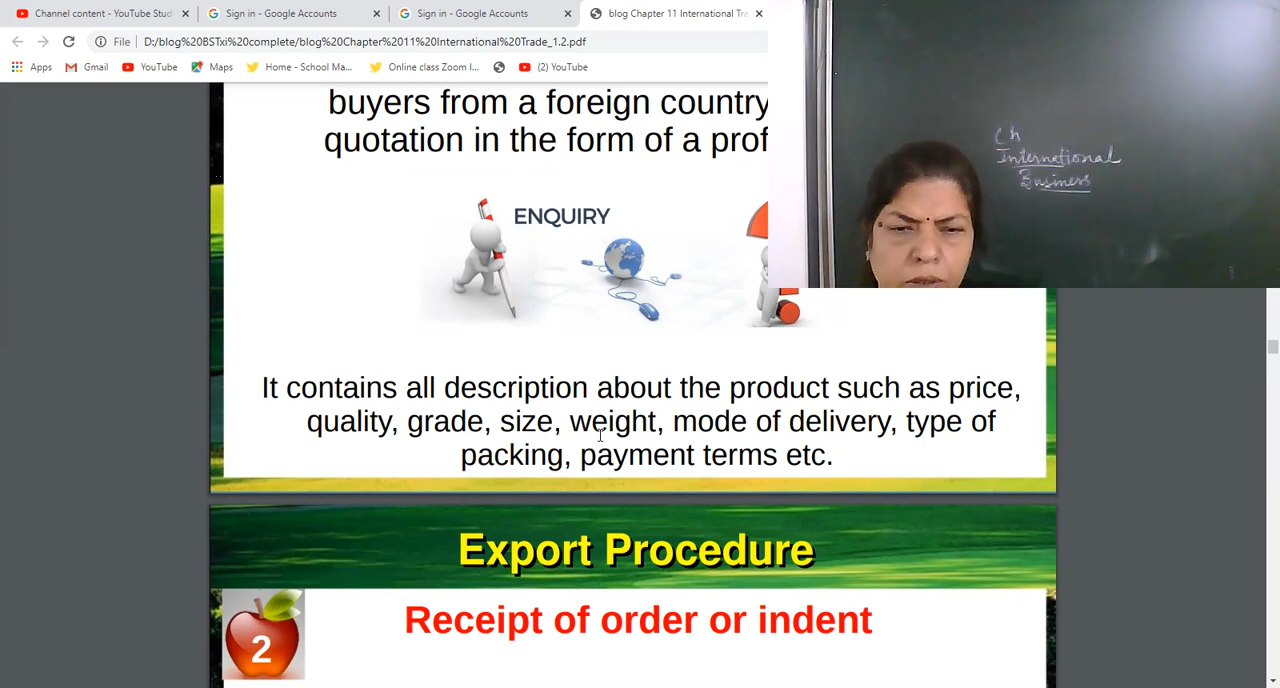 Channel content - YouTube Stud
Sign in - Google Accounts
Sign in - Google Accounts
blog Chapter 11 International Tra
File
D:/blog%20BSTxi%20complete/blog%20Chapter%2011%20International%20Trade_1.2.pdf
Apps
Gmail
YouTube
Maps
Home - School Ma...
Online class Zoom l...
(2) YouTube
buyers from a foreign country
quotation in the form of a prof
Ch
International
Business
ENQUIRY
It contains all description about the product such as price,
quality, grade, size, weight, mode of delivery, type of
packing, payment terms etc.
Export Procedure
2
Receipt of order or indent